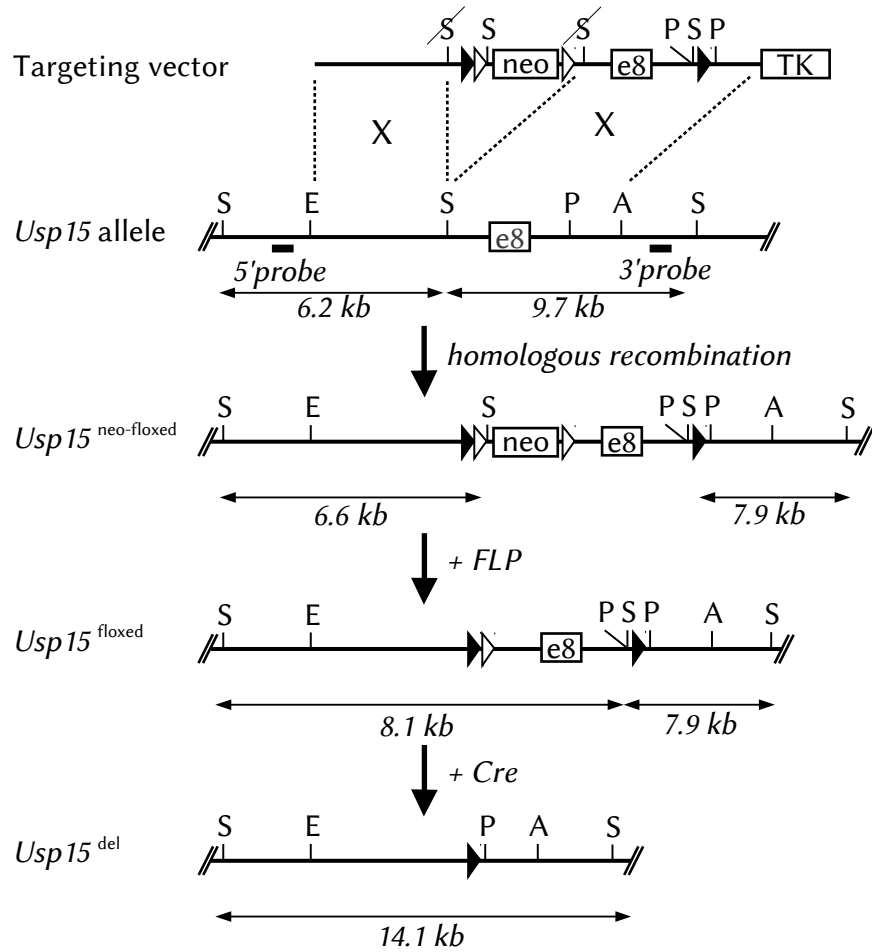 S S S P S P
Targeting vector neo e8 TK
X X
S E S P A S
Usp15 allele e8
5'probe 3'probe
6.2 kb 9.7 kb
homologous recombination
S E S P S P A S
Usp15 neo-floxed neo e8
6.6 kb 7.9 kb
+ FLP
S E P S P A S
Usp15 floxed e8
8.1 kb 7.9 kb
+ Cre
S E P A S
Usp15 del
14.1 kb